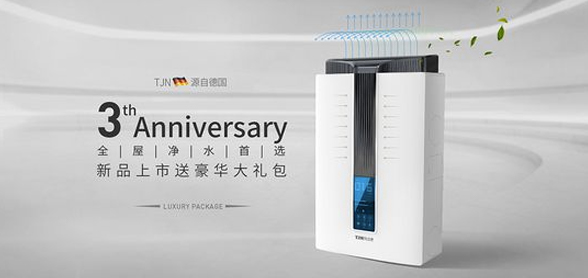 TJN 源自德国
3th Anniversary
全|屋|净|水|首|选
新品上市送豪华大礼包
LUXURY PACKAGE
TJN